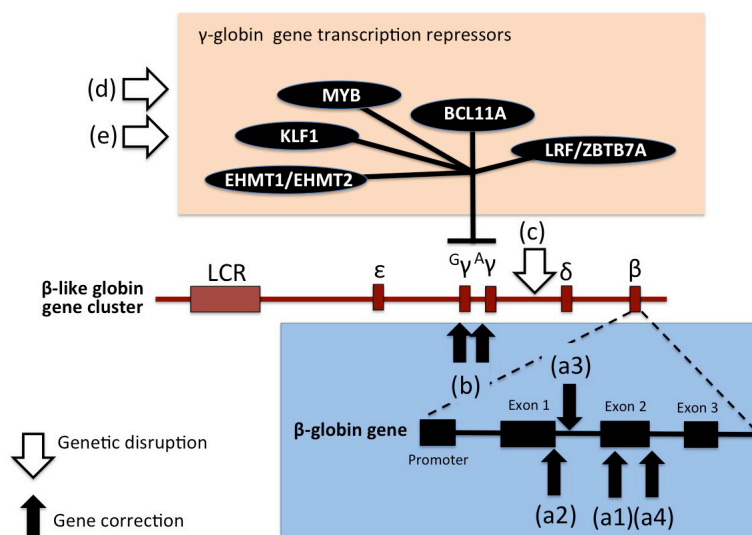 γ-globin gene transcription repressors
(d)
MYB
BCL11A
(e)
KLF1
LRF/ZBTB7A
EHMT1/EHMT2
(c)
LCR
ε
Gγ Aγ
δ
β
β-like globin
gene cluster
(b)
(a3)
Exon 1
Exon 2
Exon 3
β-globin gene
Promoter
Genetic disruption
(a2)
(a1)(a4)
Gene correction